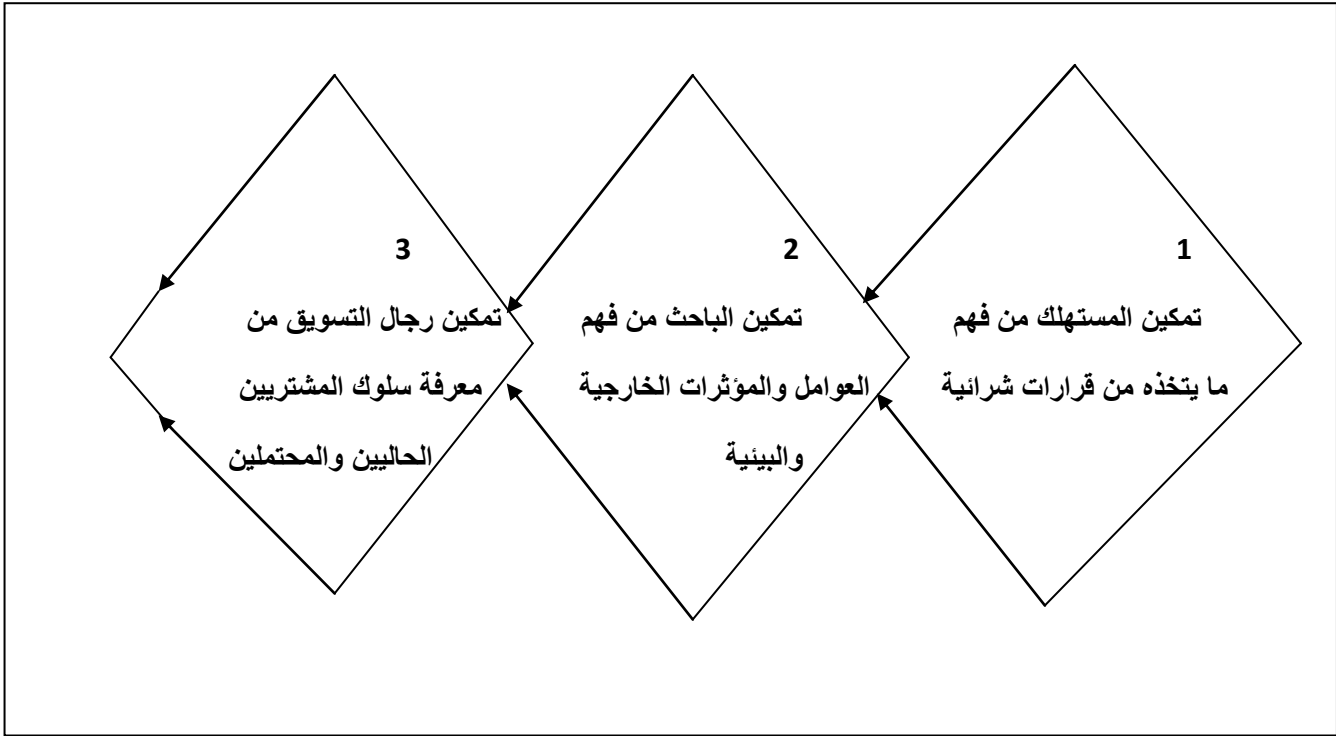 1
تمكين المستهلك من فهم
ما يتخذه من قرارات شرائية
2
تمكين الباحث من فهم
العوامل والمؤثرات الخارجية
والبيئية
3
تمكين رجال التسويق من
معرفة سلوك المشتريين
الحاليين والمحتملين